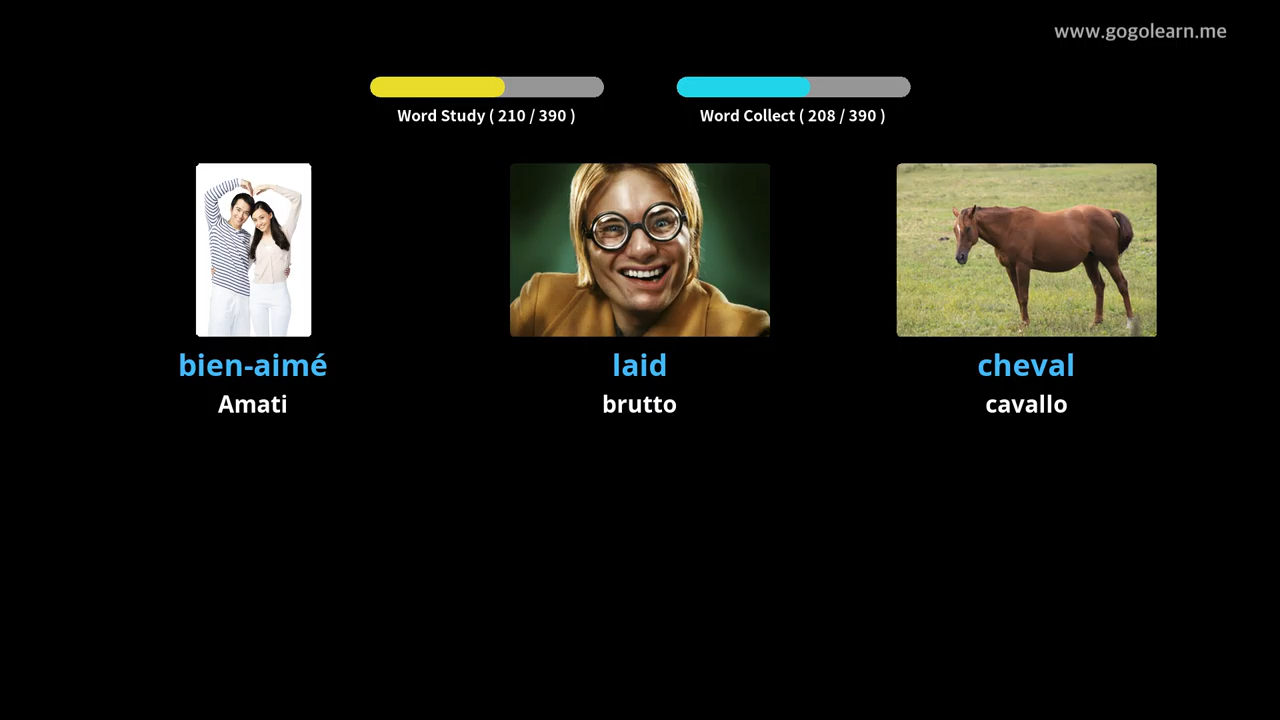 www.gogolearn.me
Word Study ( 210 / 390 )
Word Collect ( 208 / 390 )
bien-aimé
Amati
laid
brutto
cheval
cavallo